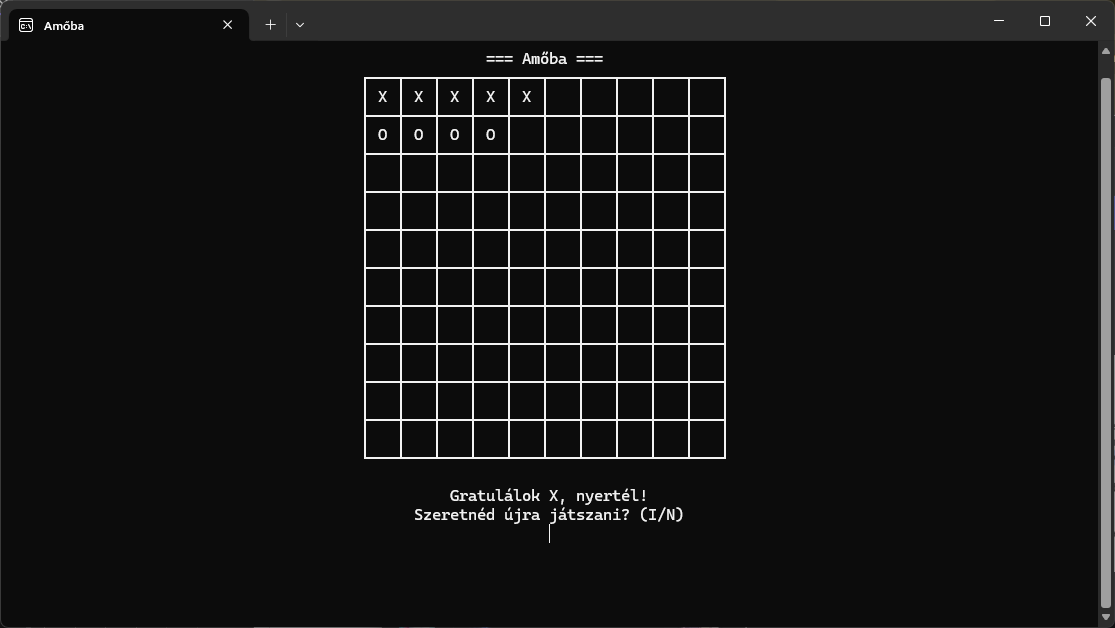 Amőba
=== Amőba ===
X X X X X
O O O O
Gratulálok X, nyertél!
Szeretnéd újra játszani? (I/N)